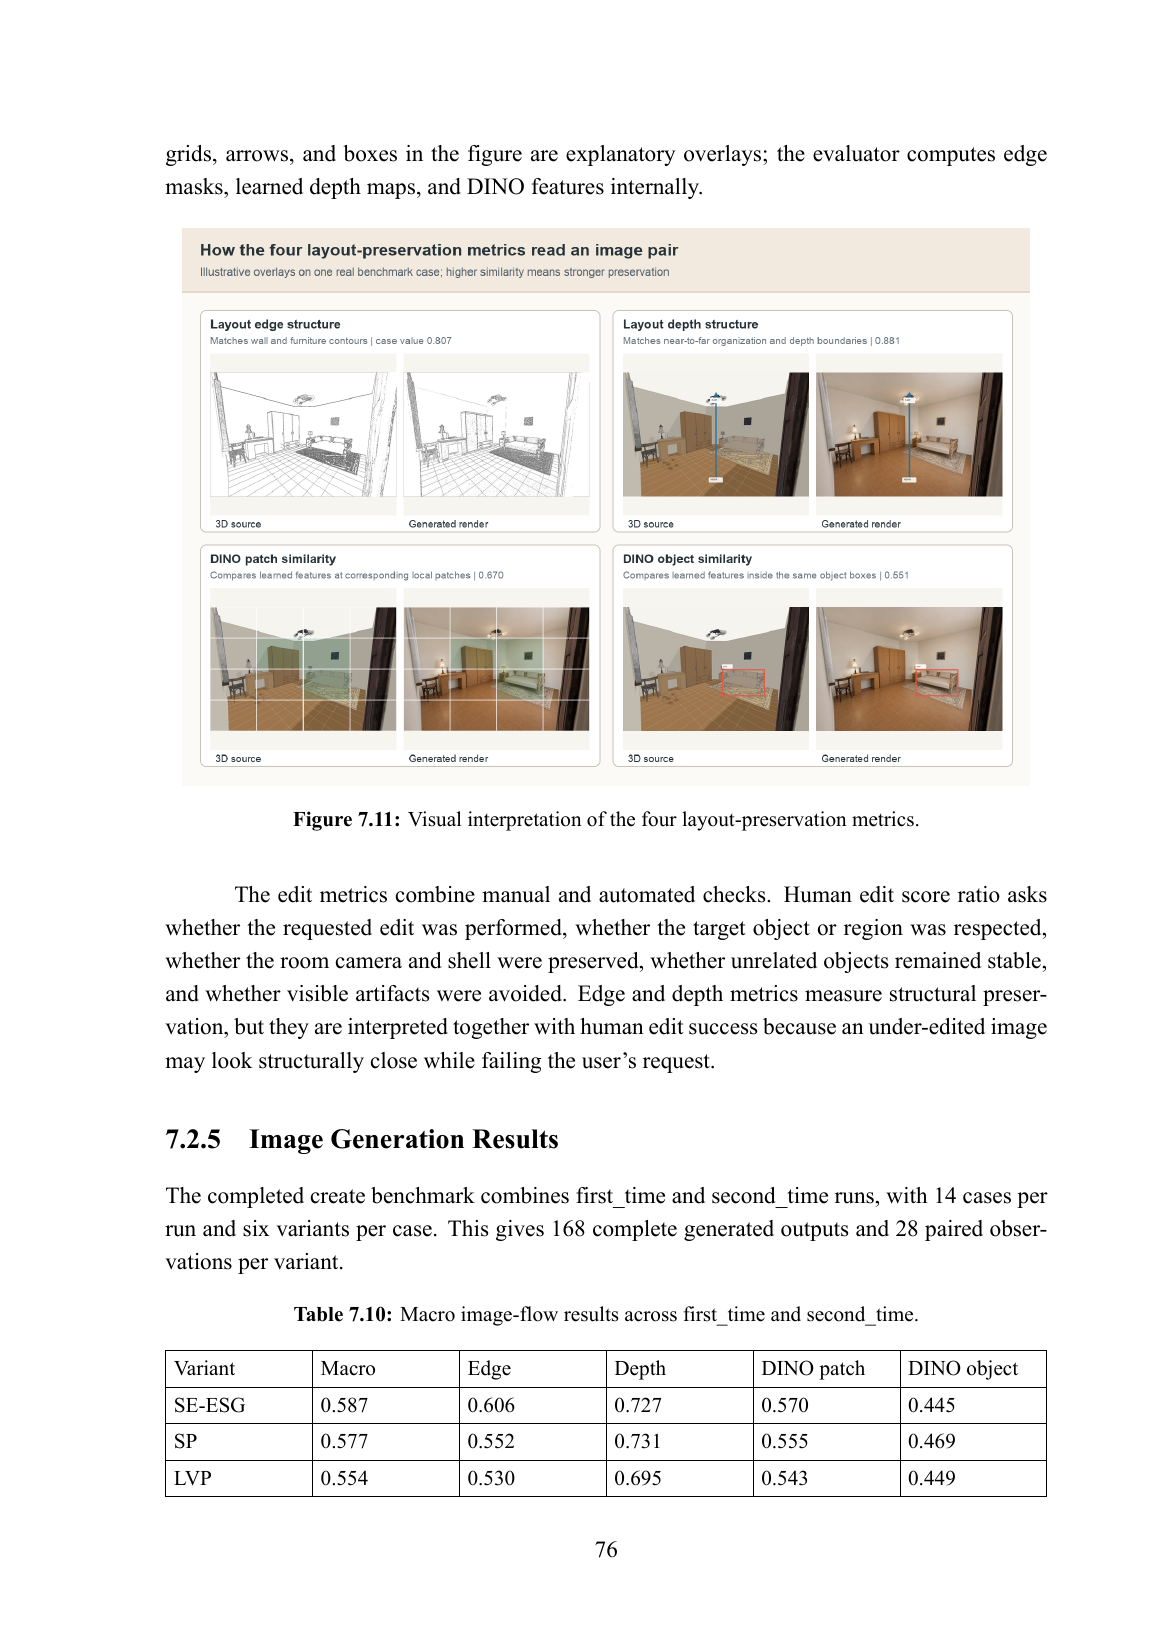 grids, arrows, and boxes in the figure are explanatory overlays; the evaluator computes edge
masks, learned depth maps, and DINO features internally.
How the four layout-preservation metrics read an image pair
Illustrative overlays on one real benchmark case; higher similarity means stronger preservation
Layout edge structure
Matches wall and furniture contours | case value 0.807
3D source
Generated render
Layout depth structure
Matches near-to-far organization and depth boundaries | 0.881
3D source
Generated render
DINO patch similarity
Compares learned features at corresponding local patches | 0.670
3D source
Generated render
DINO object similarity
Compares learned features inside the same object boxes | 0.551
3D source
Generated render
Figure 7.11: Visual interpretation of the four layout-preservation metrics.
The edit metrics combine manual and automated checks. Human edit score ratio asks
whether the requested edit was performed, whether the target object or region was respected,
whether the room camera and shell were preserved, whether unrelated objects remained stable,
and whether visible artifacts were avoided. Edge and depth metrics measure structural preser-
vation, but they are interpreted together with human edit success because an under-edited image
may look structurally close while failing the user’s request.
7.2.5 Image Generation Results
The completed create benchmark combines first_time and second_time runs, with 14 cases per
run and six variants per case. This gives 168 complete generated outputs and 28 paired obser-
vations per variant.
Table 7.10: Macro image-flow results across first_time and second_time.
Variant Macro Edge Depth DINO patch DINO object
SE-ESG 0.587 0.606 0.727 0.570 0.445
SP 0.577 0.552 0.731 0.555 0.469
LVP 0.554 0.530 0.695 0.543 0.449
76